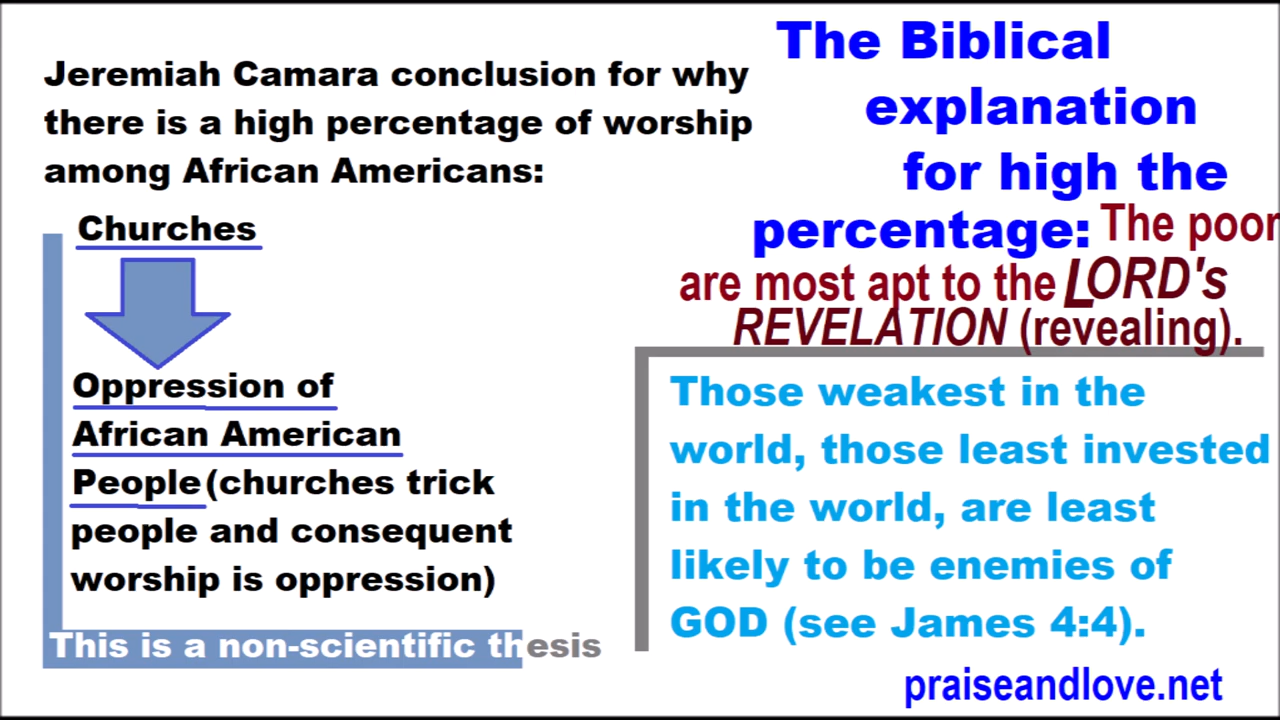 Jeremiah Camara conclusion for why
there is a high percentage of worship
among African Americans:
Churches
Oppression of
African American
People (churches trick
people and consequent
worship is oppression)
This is a non-scientific thesis
The Biblical
explanation
for high the
percentage: The poor
are most apt to the LORD's
REVELATION (revealing).
Those weakest in the
world, those least invested
in the world, are least
likely to be enemies of
GOD (see James 4:4).
praiseandlove.net